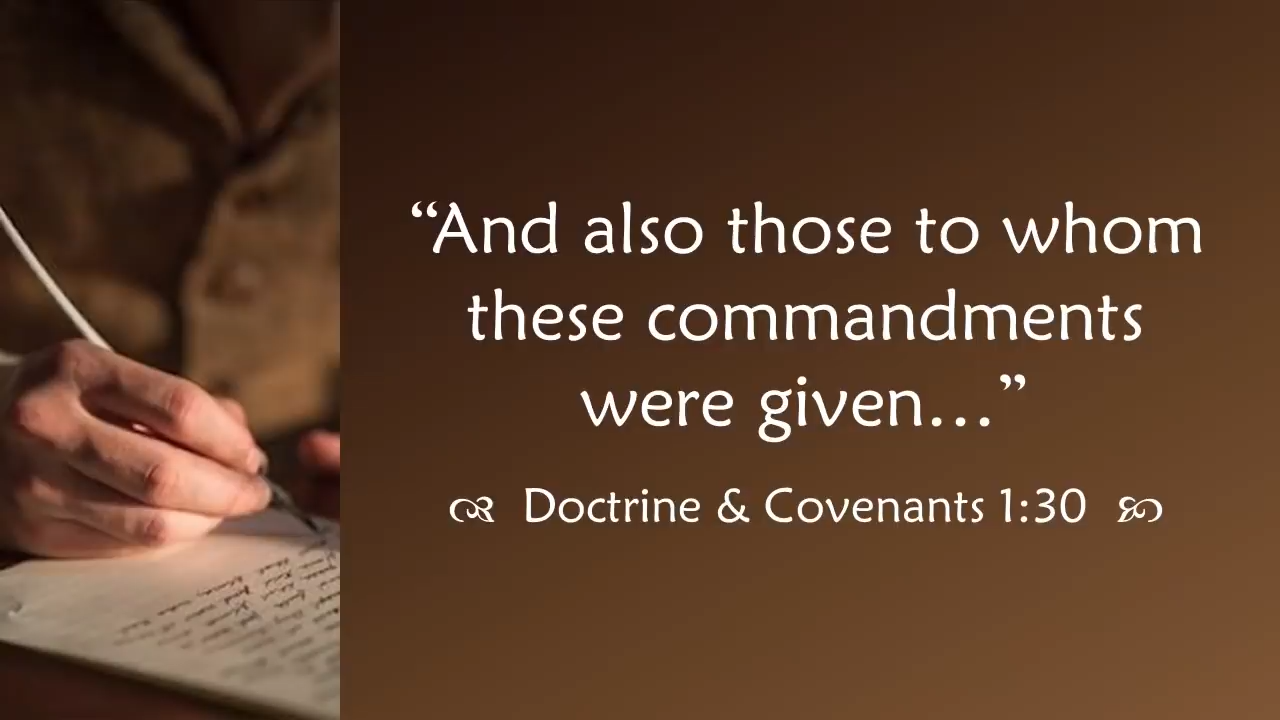 “And also those to whom
these commandments
were given...”
Doctrine & Covenants 1:30